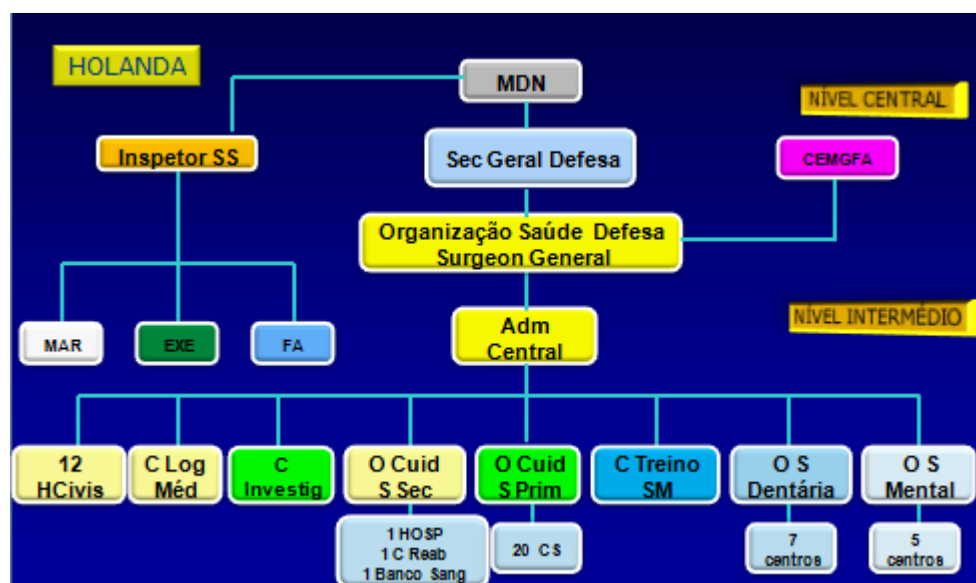 HOLANDA
MDN
NÍVEL CENTRAL
Inspetor SS
Sec Geral Defesa
CEMGFA
Organização Saúde Defesa
Surgeon General
NÍVEL INTERMÉDIO
MAR
EXE
FA
Adm
Central
12
HCivis
C Log
Méd
C
Investig
O Cuid
S Sec
O Cuid
S Prim
C Treino
SM
O S
Dentária
O S
Mental
1 HOSP
1 C Reab
1 Banco Sang
20 CS
7
centros
5
centros